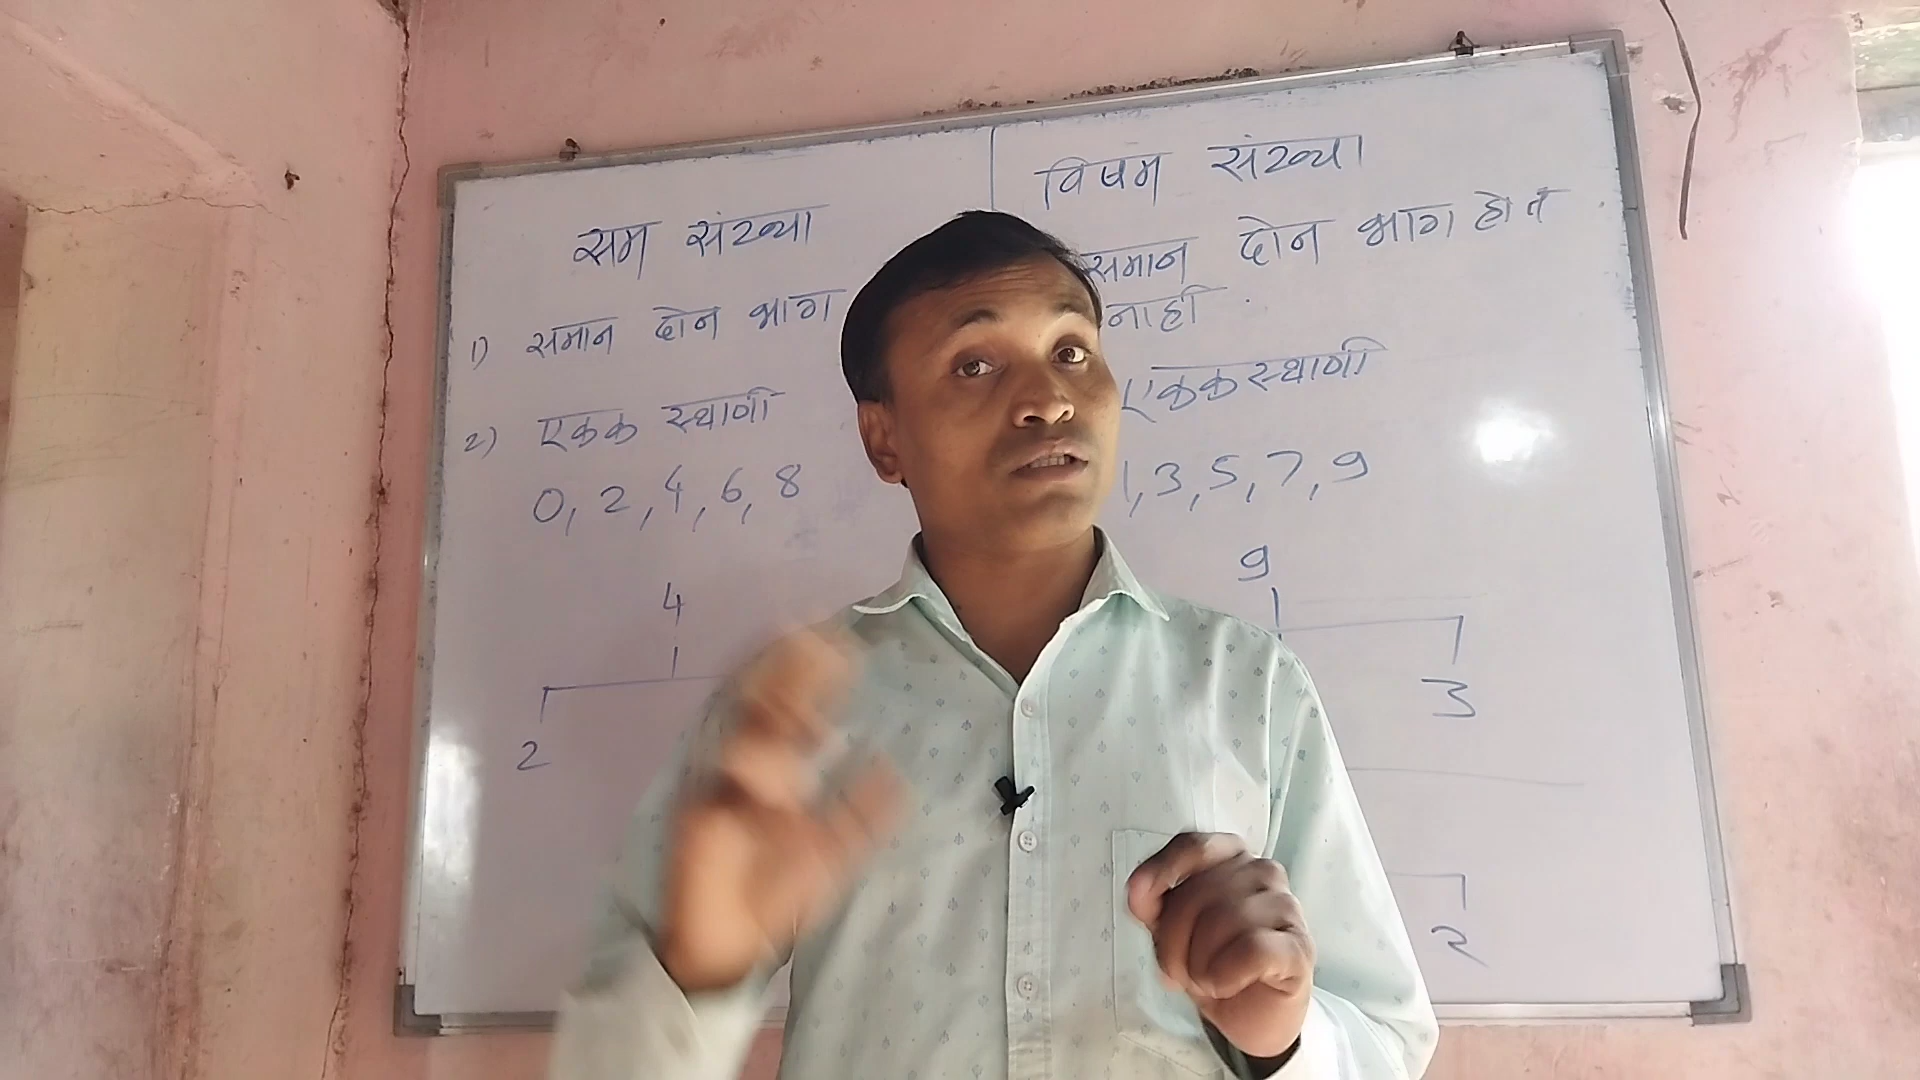 सम संख्या
1) समान दोन भाग
2) एकक स्थाणी
0, 2, 4, 6, 8
4
2
विषम संख्या
समान दोन भाग होत
नाही
एकक स्थाणी
1, 3, 5, 7, 9
9
3
2